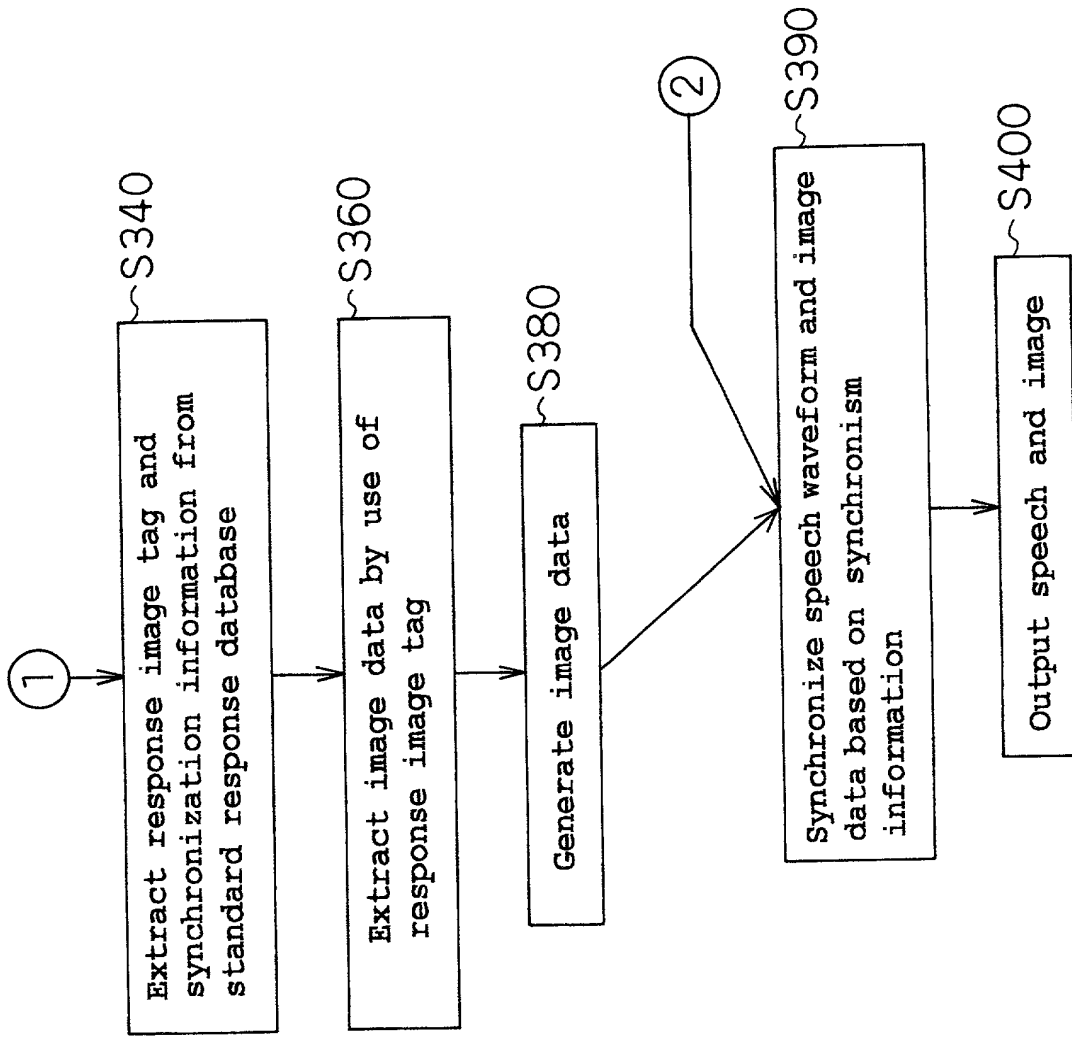 1
S340
Extract response image tag and
synchronization information from
standard response database
S360
Extract image data by use of
response image tag
S380
Generate image data
2
S390
Synchronize speech waveform and image
data based on synchronism
information
S400
Output speech and image